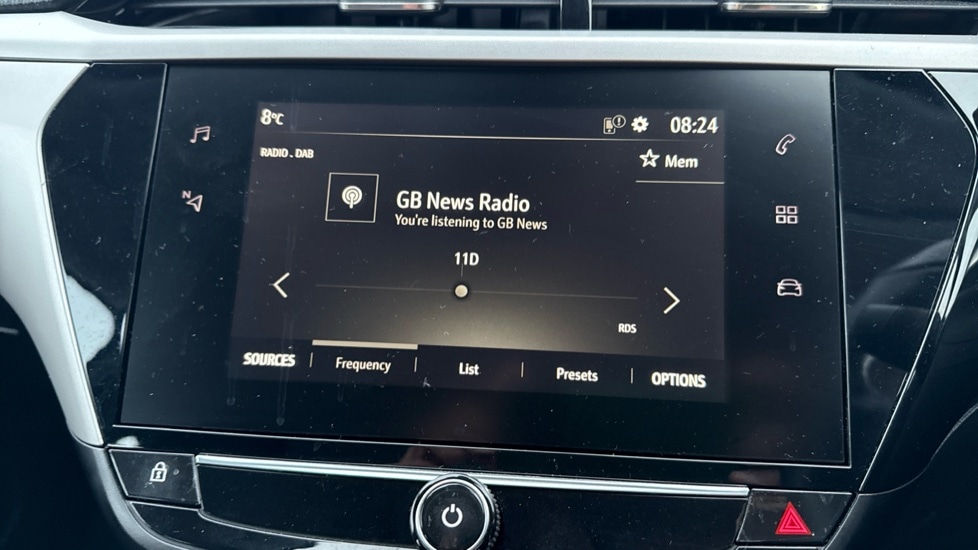 8°C 08:24
RADIO . DAB
Mem
GB News Radio
You're listening to GB News
11D
RDS
SOURCES Frequency List Presets OPTIONS
N